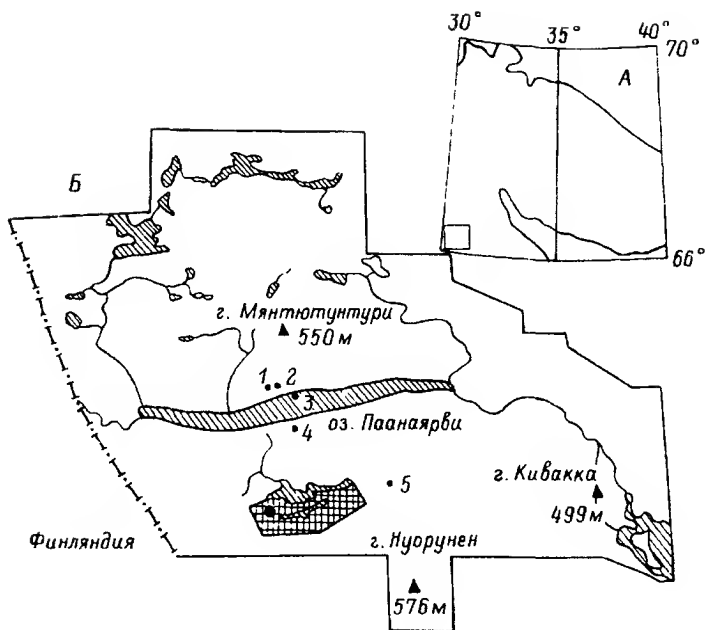 30°
35°
40°
70°
А
Б
66°
г. Мянтютунтури
550 м
1
2
3
оз. Паанаярви
4
5
г. Кивакка
499 м
Финляндия
г. Нуорунен
576 м